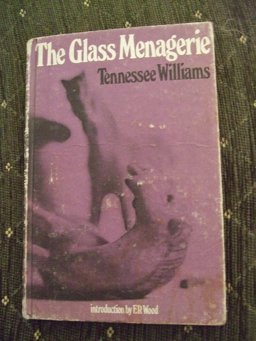 The Glass Menagerie
Tennessee Williams
introduction by E.R. Wood